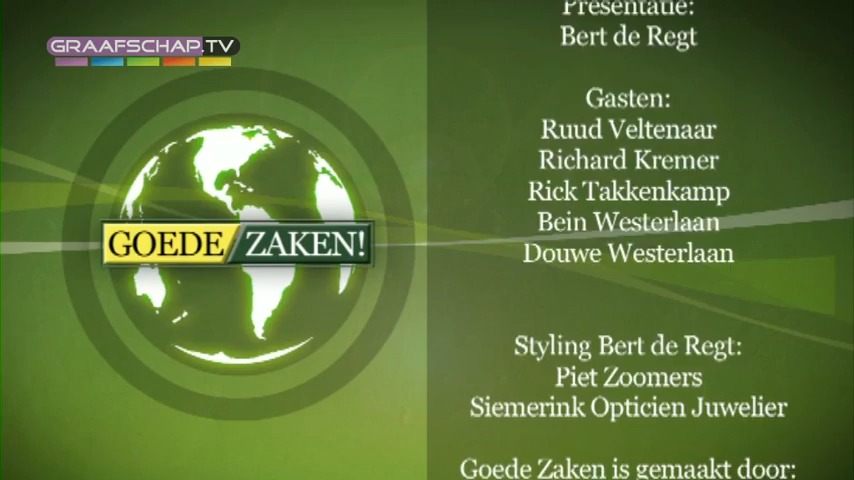 GRAAFSCHAP.TV
GOEDE ZAKEN!
Presentatie:
Bert de Regt
Gasten:
Ruud Veltenaar
Richard Kremer
Rick Takkenkamp
Bein Westerlaan
Douwe Westerlaan
Styling Bert de Regt:
Piet Zoomers
Siemerink Opticien Juwelier
Goede Zaken is gemaakt door: